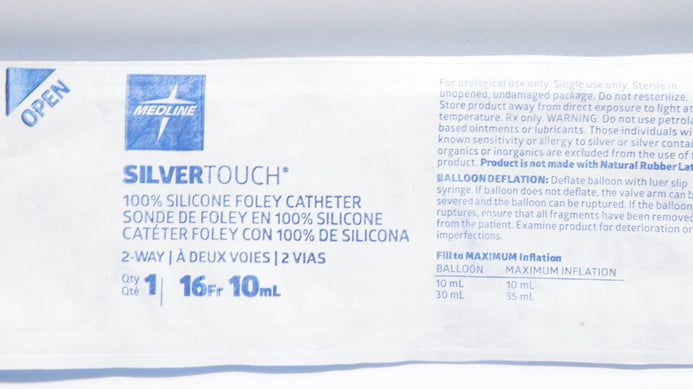 OPEN
MEDLINE
SILVERTOUCH®
100% SILICONE FOLEY CATHETER
SONDE DE FOLEY EN 100% SILICONE
CATÉTER FOLEY CON 100% DE SILICONA
2-WAY | À DEUX VOIES | 2 VIAS
Qty
Qté 1 | 16Fr 10mL
For urological use only. Single use only. Sterile in
unopened, undamaged package. Do not resterilize.
Store product away from direct exposure to light at
temperature. Rx only. WARNING: Do not use petrola
based ointments or lubricants. Those individuals wi
known sensitivity or allergy to silver or silver contai
organics or inorganics are excluded from the use of t
product. Product is not made with Natural Rubber Lat
BALLOON DEFLATION: Deflate balloon with luer slip
syringe. If balloon does not deflate, the valve arm can b
severed and the balloon can be ruptured. If the balloon
ruptures, ensure that all fragments have been removed
from the patient. Examine product for deterioration or
imperfections.
Fill to MAXIMUM Inflation
BALLOON MAXIMUM INFLATION
10 mL 10 mL
30 mL 35 mL